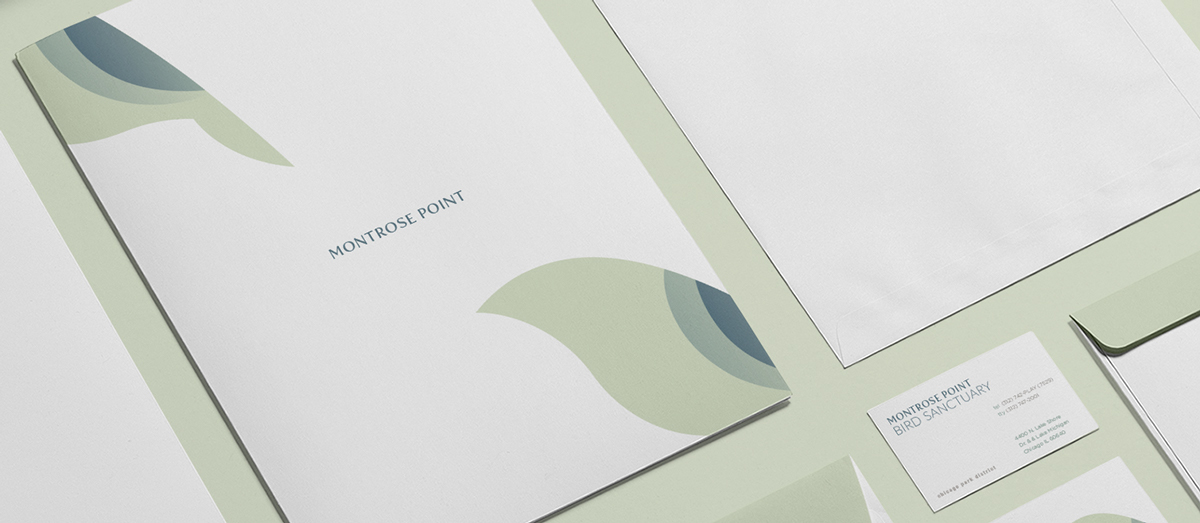 MONTROSE POINT
MONTROSE POINT
BIRD SANCTUARY
tel (312) 742-PLAY (7529)
tty (312) 747-2001
4400 N. Lake Shore
Dr. & & Lake Michigan
Chicago IL 60640
chicago park district